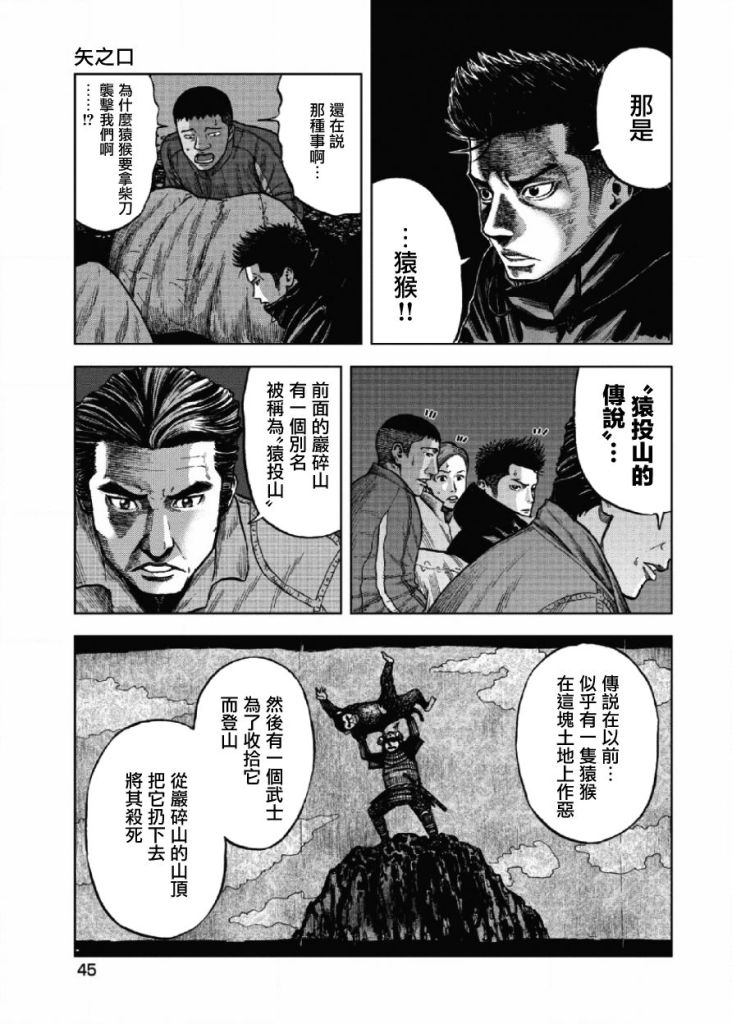 那是
…猿猴!!
矢之口
還在說
那種事啊…
為什麼猿猴要拿柴刀
襲擊我們啊
……!?
〝猿投山的
傳說〟…
前面的巖碎山
有一個別名
被稱為〝猿投山〟
傳說在以前…
似乎有一隻猿猴
在這塊土地上作惡
然後有一個武士
為了收拾它
而登山
從巖碎山的山頂
把它扔下去
將其殺死
45